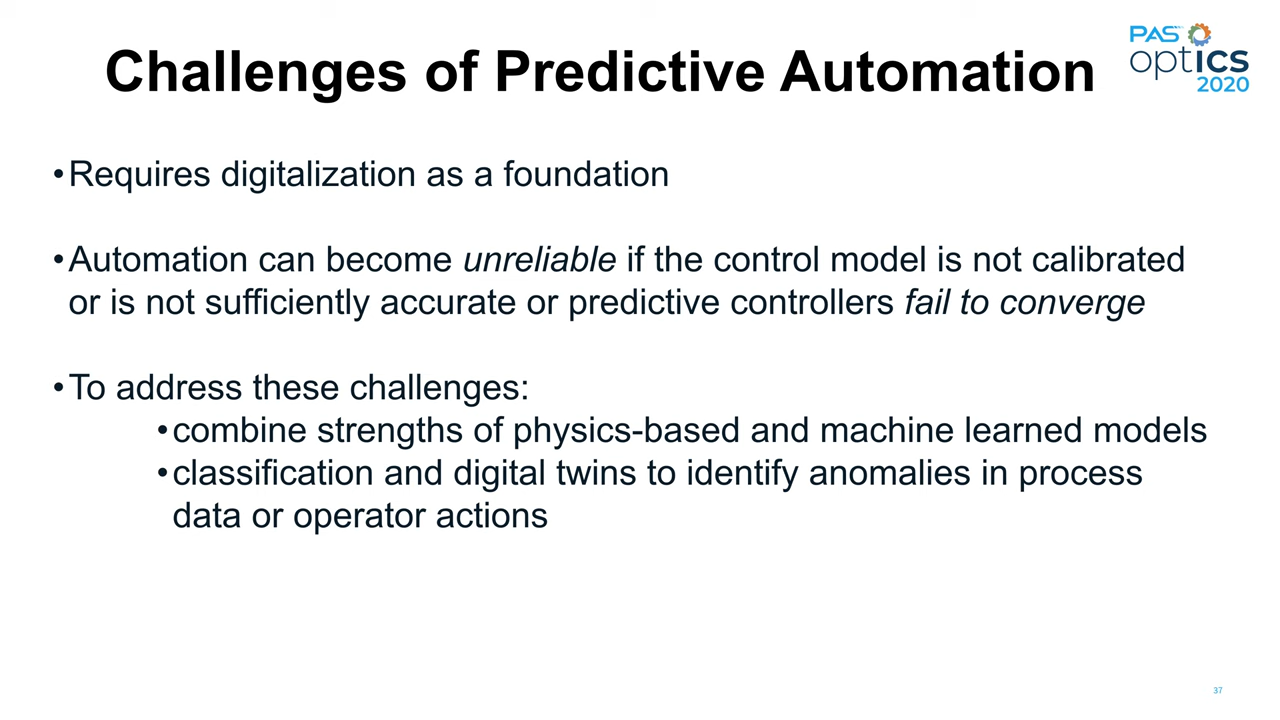 Challenges of Predictive Automation
PAS
optICS
2020
•Requires digitalization as a foundation
•Automation can become unreliable if the control model is not calibrated
or is not sufficiently accurate or predictive controllers fail to converge
•To address these challenges:
•combine strengths of physics-based and machine learned models
•classification and digital twins to identify anomalies in process
data or operator actions
37